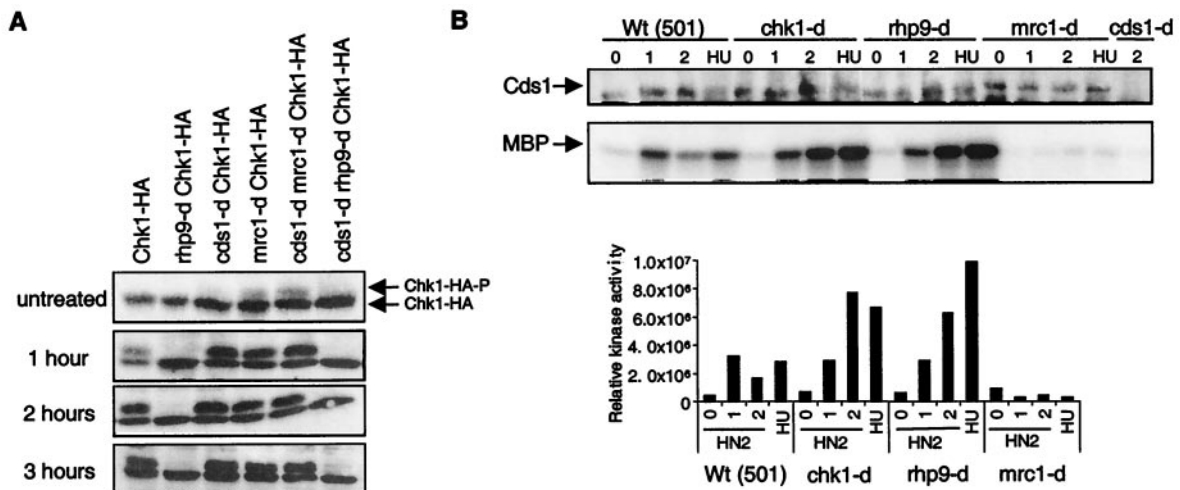 A
Chk1-HA
rhp9-d Chk1-HA
cds1-d Chk1-HA
mrc1-d Chk1-HA
cds1-d mrc1-d Chk1-HA
cds1-d rhp9-d Chk1-HA
untreated
Chk1-HA-P
Chk1-HA
1 hour
2 hours
3 hours
B
Wt (501) chk1-d rhp9-d mrc1-d cds1-d
0 1 2 HU 0 1 2 HU 0 1 2 HU 0 1 2 HU 2
Cds1
MBP
Relative kinase activity
1.0x10⁷
8.0x10⁶
6.0x10⁶
4. 0x10⁶
2. 0x10⁶
0
0 1 2 HU 0 1 2 HU 0 1 2 HU 0 1 2 HU
HN2 HN2 HN2 HN2
Wt (501) chk1-d rhp9-d mrc1-d